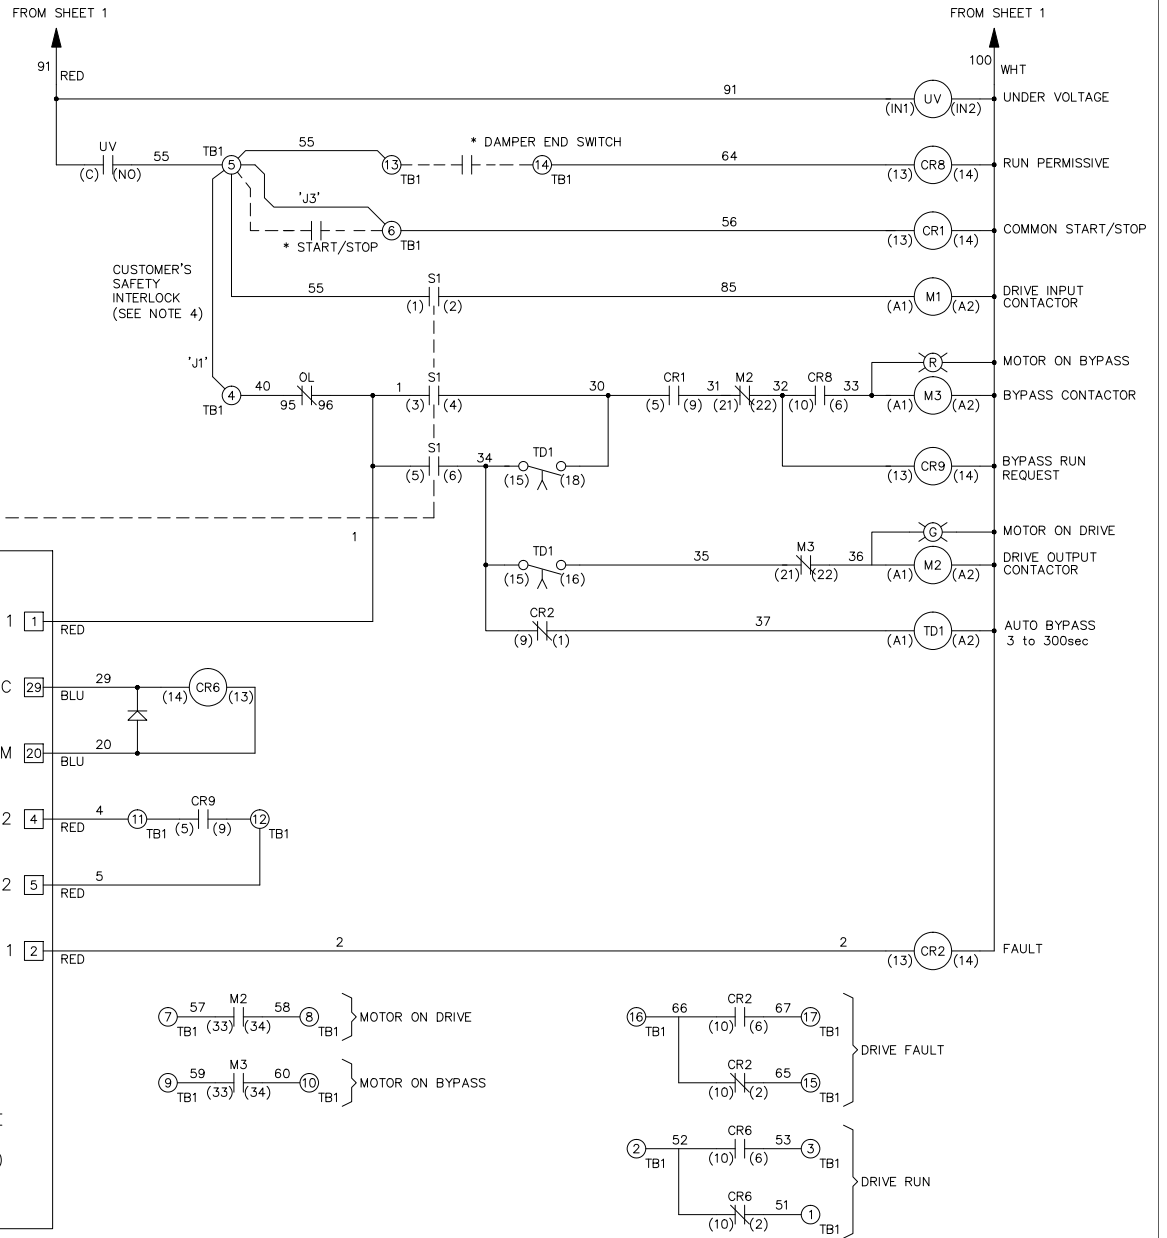 FROM SHEET 1
FROM SHEET 1
91
RED
100
WHT
91
(IN1) UV (IN2)
UNDER VOLTAGE
UV
(C) (NO)
55
TB1
5
55
13
TB1
* DAMPER END SWITCH
14
TB1
64
(13) CR8 (14)
RUN PERMISSIVE
'J3'
* START/STOP
6
TB1
56
(13) CR1 (14)
COMMON START/STOP
CUSTOMER'S
SAFETY
INTERLOCK
(SEE NOTE 4)
55
S1
(1) (2)
85
(A1) M1 (A2)
DRIVE INPUT
CONTACTOR
'J1'
R
MOTOR ON BYPASS
4
TB1
40
OL
95 96
1
S1
(3) (4)
30
CR1
(5) (9)
31
M2
(21) (22)
32
CR8
(10) (6)
33
(A1) M3 (A2)
BYPASS CONTACTOR
S1
(5) (6)
34
TD1
(15) (18)
(13) CR9 (14)
BYPASS RUN
REQUEST
1
G
MOTOR ON DRIVE
TD1
(15) (16)
35
M3
(21) (22)
36
(A1) M2 (A2)
DRIVE OUTPUT
CONTACTOR
1 1
RED
CR2
(9) (1)
37
(A1) TD1 (A2)
AUTO BYPASS
3 to 300sec
C 29
BLU
29
(14) CR6 (13)
M 20
BLU
20
2 4
RED
4
11
TB1
CR9
(5) (9)
12
TB1
2 5
RED
5
1 2
RED
2
2
(13) CR2 (14)
FAULT
7
TB1
57
M2
(33) (34)
58
8
TB1
MOTOR ON DRIVE
9
TB1
59
M3
(33) (34)
60
10
TB1
MOTOR ON BYPASS
16
TB1
66
CR2
(10) (6)
67
17
TB1
CR2
(10) (2)
65
15
TB1
DRIVE FAULT
2
TB1
52
CR6
(10) (6)
53
3
TB1
CR6
(10) (2)
51
1
TB1
DRIVE RUN
)